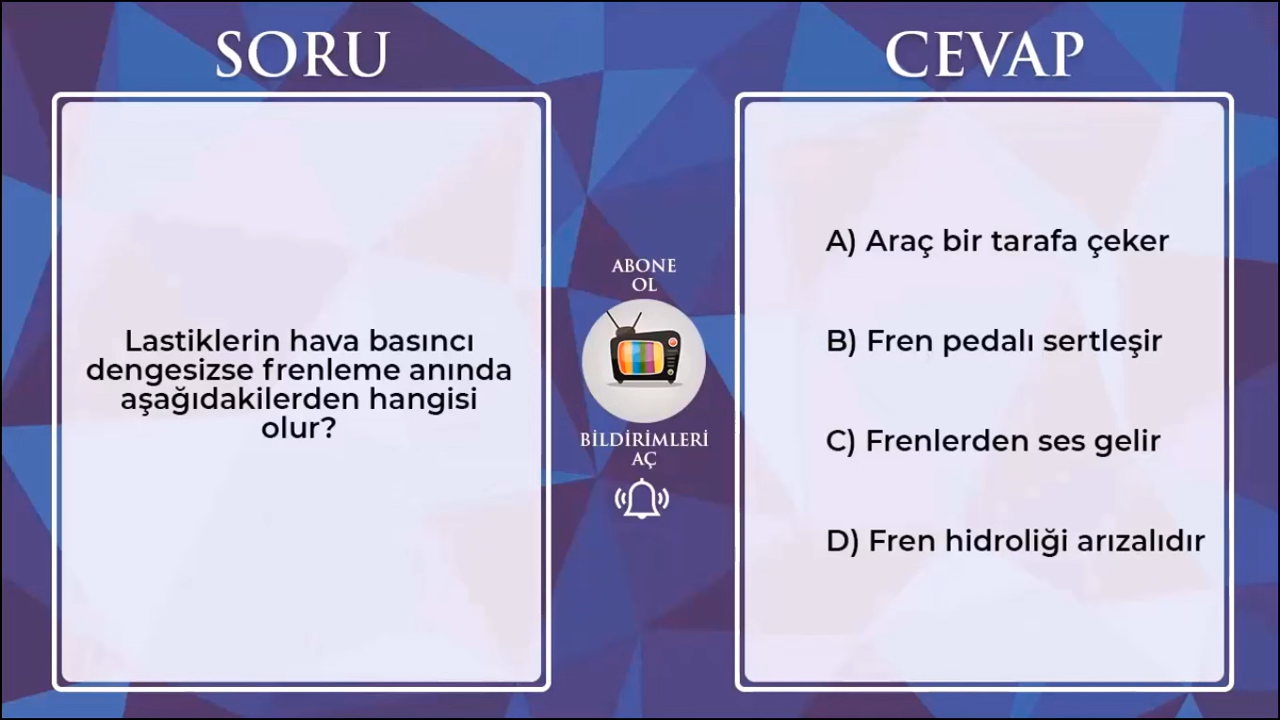 SORU
Lastiklerin hava basıncı
dengesizse frenleme anında
aşağıdakilerden hangisi
olur?
ABONE
OL
BİLDİRİMLERİ
AÇ
CEVAP
A) Araç bir tarafa çeker
B) Fren pedalı sertleşir
C) Frenlerden ses gelir
D) Fren hidroliği arızalıdır